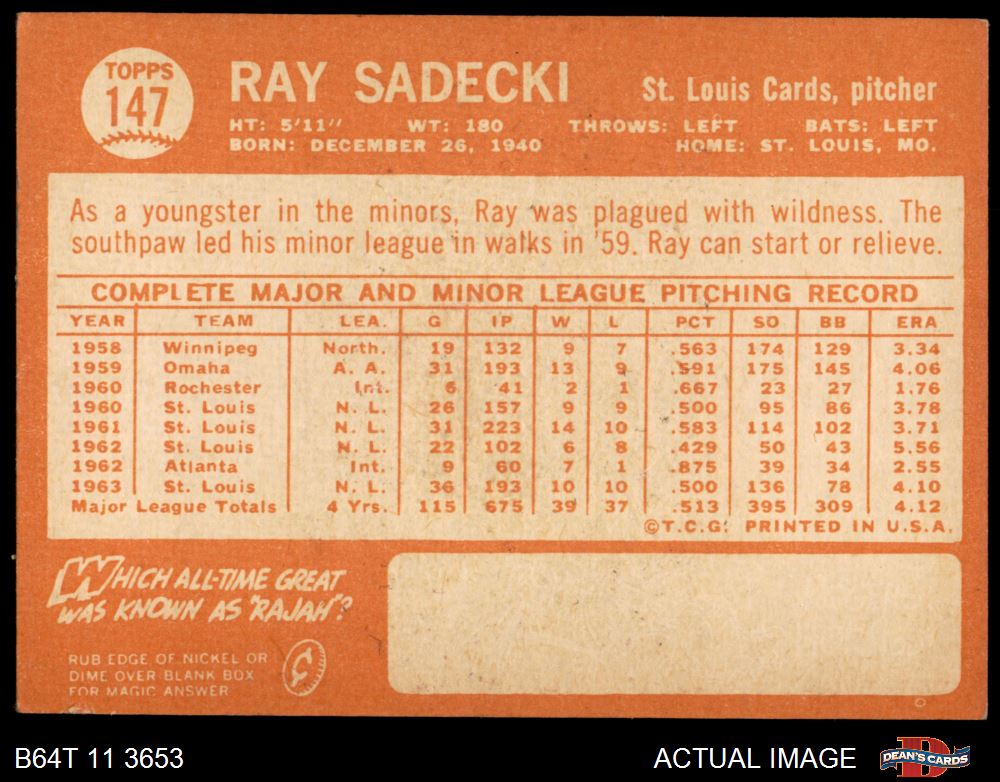 TOPPS
147
RAY SADECKI
St. Louis Cards, pitcher
HT: 5'11" WT: 180 THROWS: LEFT BATS: LEFT
BORN: DECEMBER 26, 1940 HOME: ST. LOUIS, MO.
As a youngster in the minors, Ray was plagued with wildness. The
southpaw led his minor league in walks in '59. Ray can start or relieve.
COMPLETE MAJOR AND MINOR LEAGUE PITCHING RECORD
YEAR TEAM LEA. G IP W L PCT SO BB ERA
1958 Winnipeg North. 19 132 9 7 .563 174 129 3.34
1959 Omaha A. A. 31 193 13 9 .591 175 145 4.06
1960 Rochester Int. 6 41 2 1 .667 23 27 1.76
1960 St. Louis N. L. 26 157 9 9 .500 95 86 3.78
1961 St. Louis N. L. 31 223 14 10 .583 114 102 3.71
1962 St. Louis N. L. 22 102 6 8 .429 50 43 5.56
1962 Atlanta Int. 9 60 7 1 .875 39 34 2.55
1963 St. Louis N. L. 36 193 10 10 .500 136 78 4.10
Major League Totals 4 Yrs. 115 675 39 37 .513 395 309 4.12
©T.C.G. PRINTED IN U.S.A.
WHICH ALL-TIME GREAT
WAS KNOWN AS "RAJAH"?
RUB EDGE OF NICKEL OR
DIME OVER BLANK BOX
FOR MAGIC ANSWER
B64T 11 3653
ACTUAL IMAGE
DEAN'S CARDS